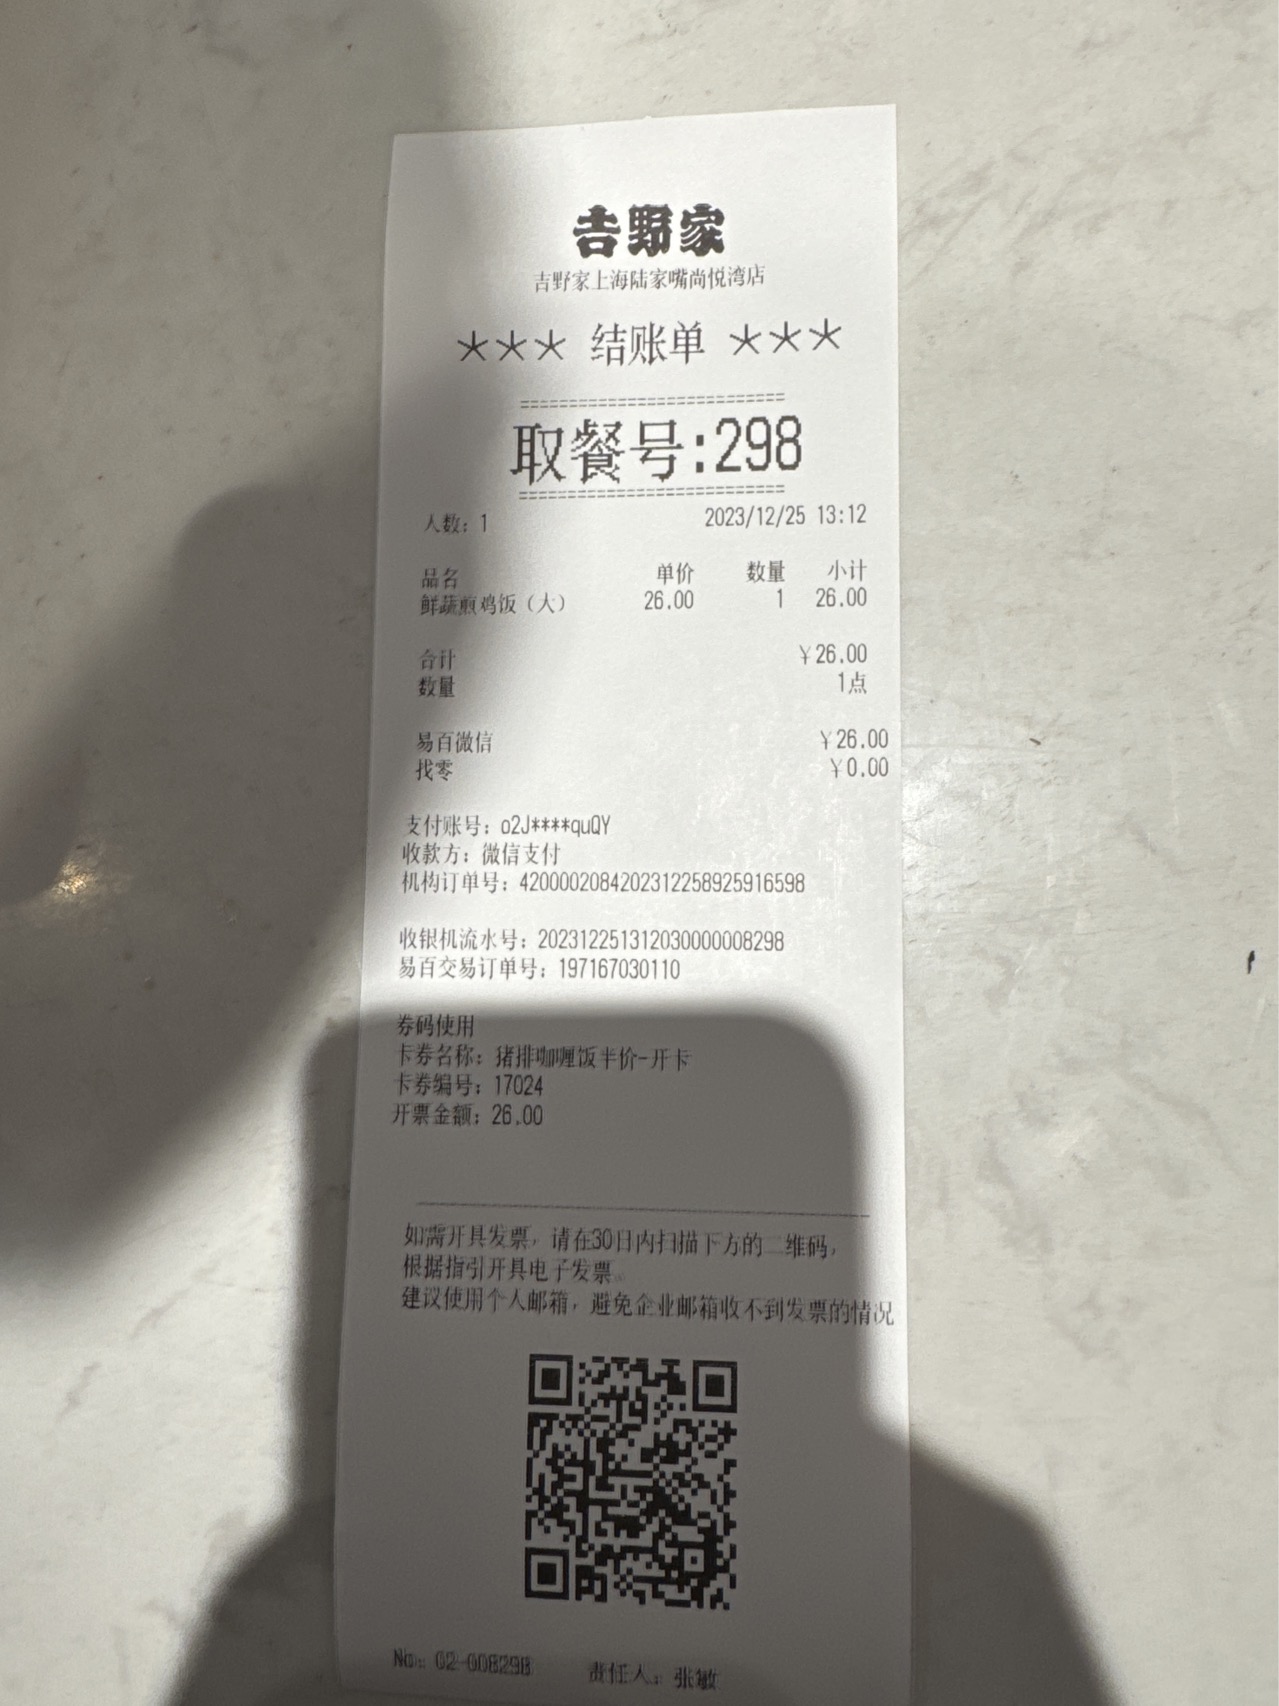 吉野家
吉野家上海陆家嘴尚悦湾店
*** 结账单 ***
===========================
取餐号:298
===========================
人数: 1 2023/12/25 13:12
品名 单价 数量 小计
鲜蔬煎鸡饭（大） 26.00 1 26.00
合计 ￥26.00
数量 1点
易百微信 ￥26.00
找零 ￥0.00
支付账号: o2J****quQY
收款方: 微信支付
机构订单号: 4200002084202312258925916598
收银机流水号: 2023122513120300000008298
易百交易订单号: 197167030110
券码使用
卡券名称: 猪排咖喱饭半价-开卡
卡券编号: 17024
开票金额: 26.00
如需开具发票，请在30日内扫描下方的二维码，
根据指引开具电子发票。
建议使用个人邮箱，避免企业邮箱收不到发票的情况
No: 02-008298 责任人: 张敏